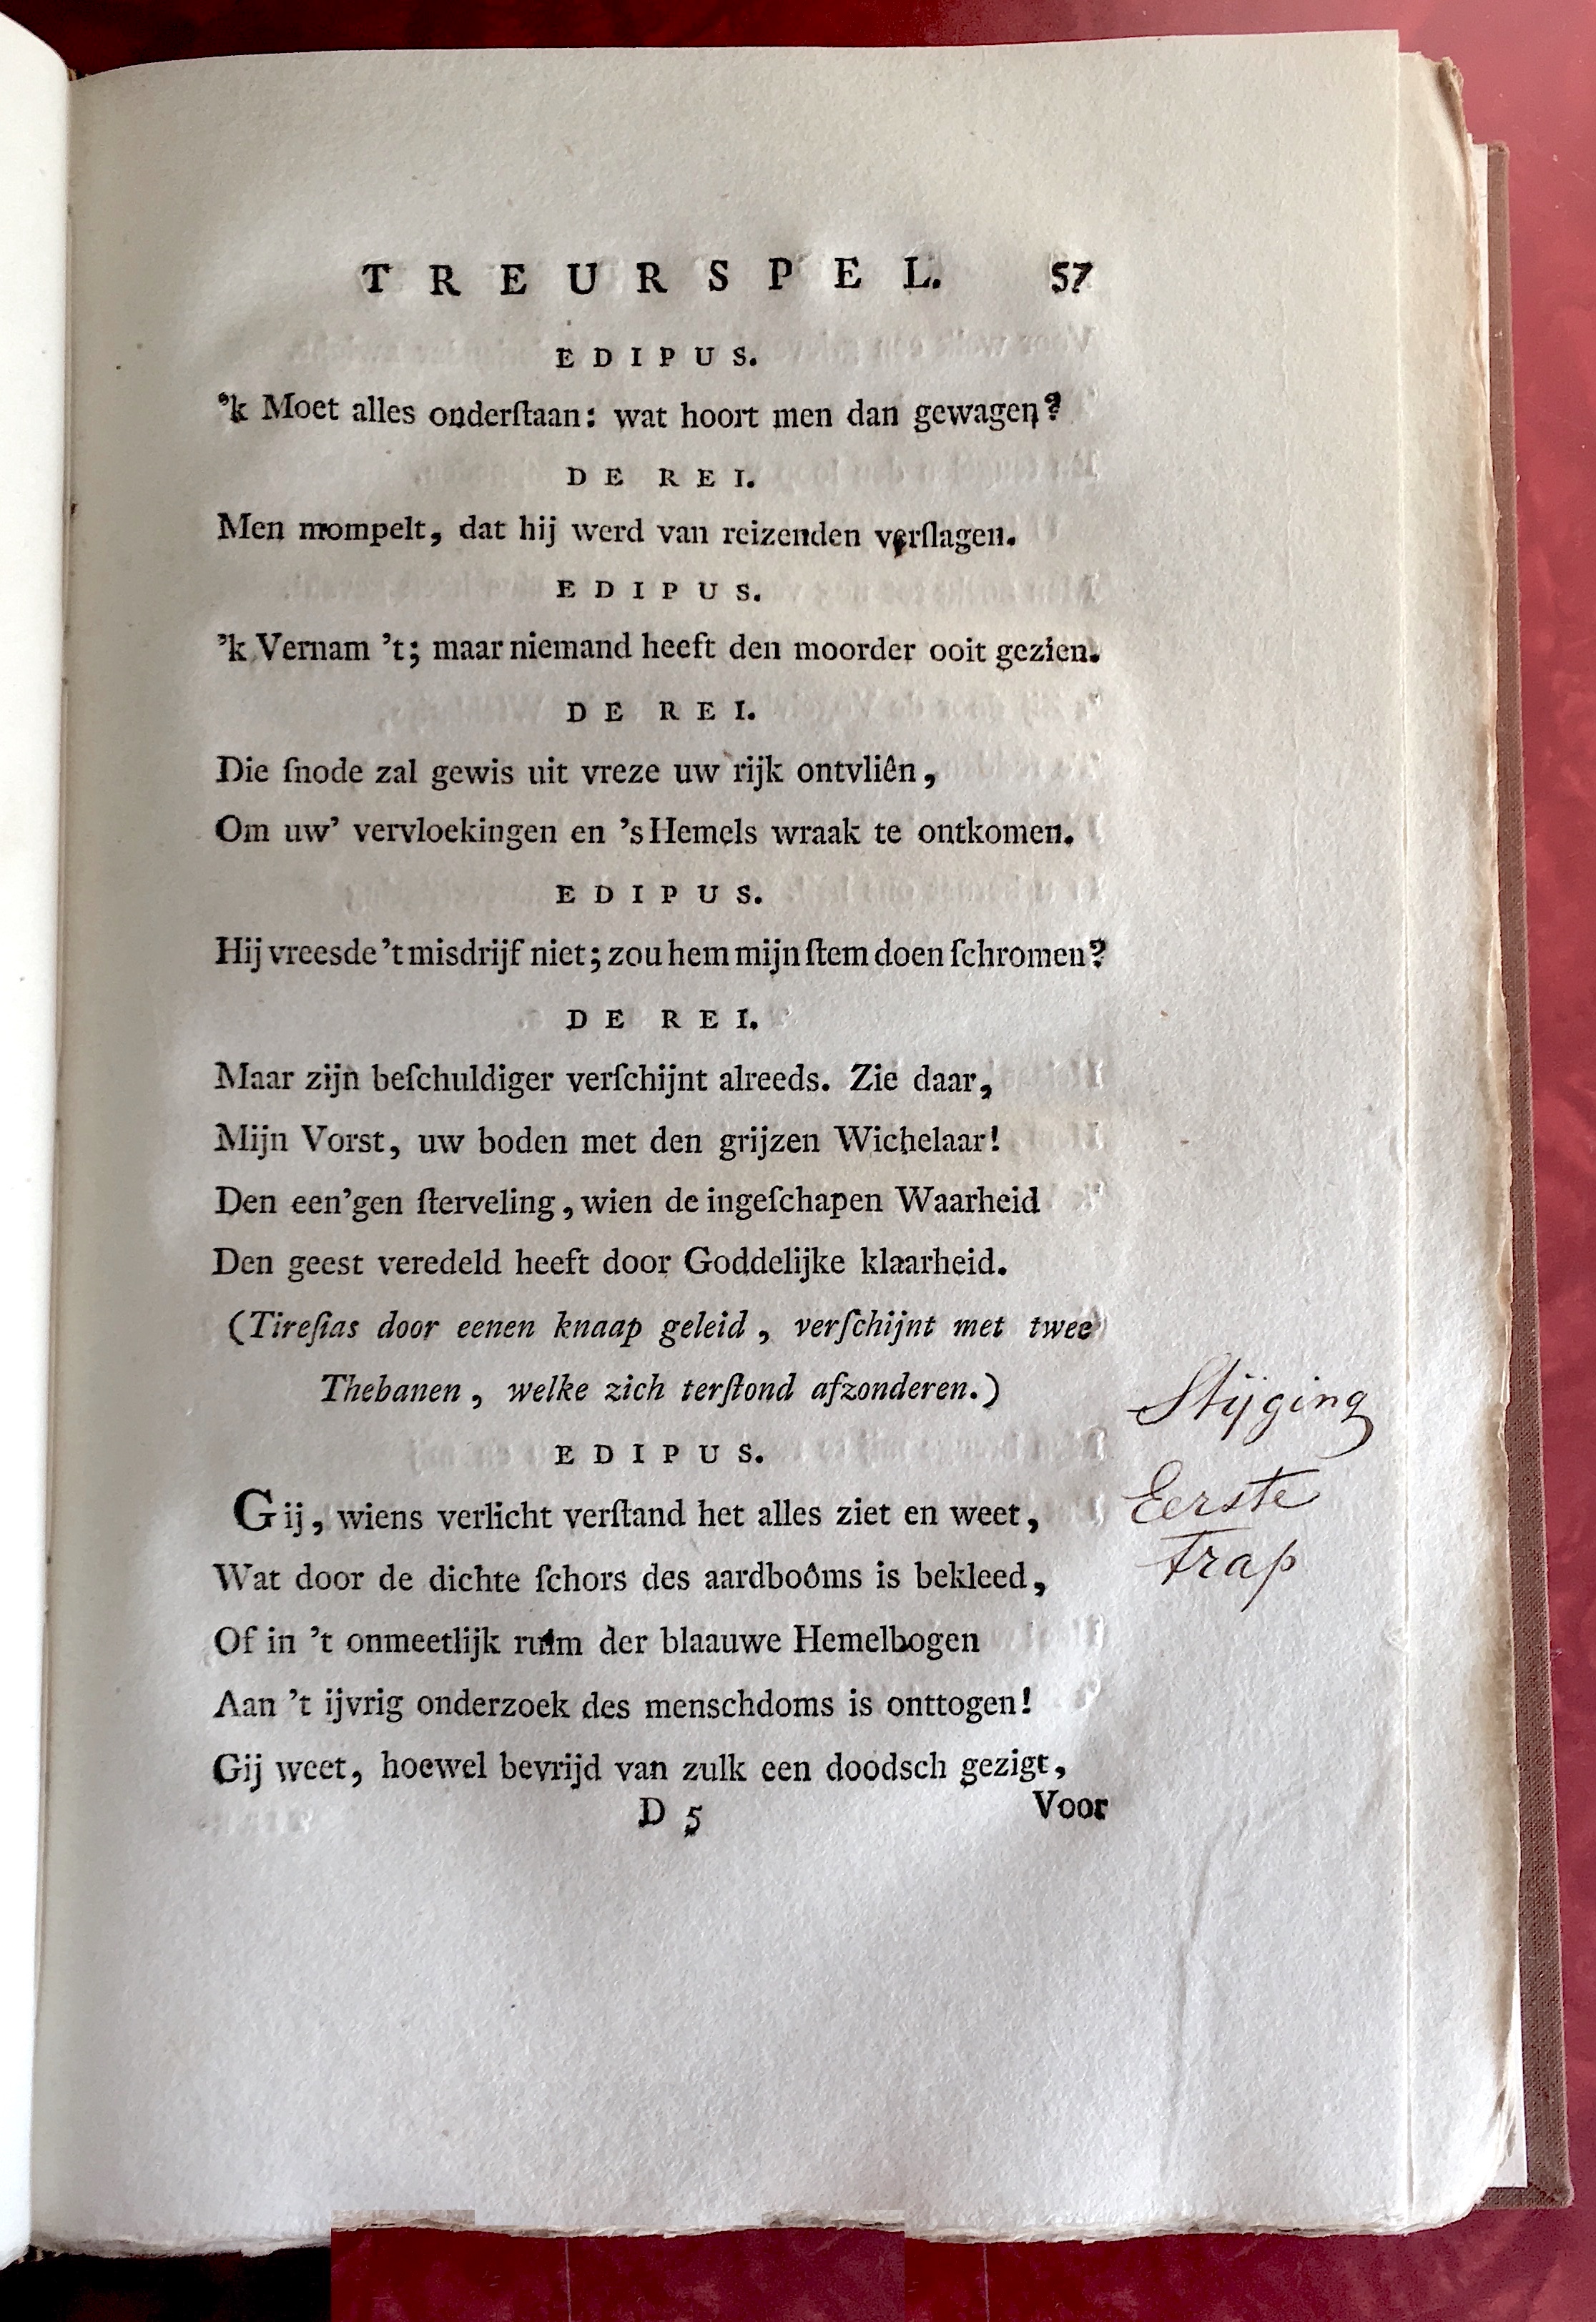 TREURSPEL. 57
EDIPUS.
’k Moet alles onderſtaan: wat hoort men dan gewagen?
DE REI.
Men mompelt, dat hij werd van reizenden verſlagen.
EDIPUS.
’k Vernam ’t; maar niemand heeft den moorder ooit gezien.
DE REI.
Die ſnode zal gewis uit vreze uw rijk ontvliên,
Om uw’ vervloekingen en ’s Hemels wraak te ontkomen.
EDIPUS.
Hij vreesde ’t misdrijf niet; zou hem mijn ſtem doen ſchromen?
DE REI.
Maar zijn beſchuldiger verſchijnt alreeds. Zie daar,
Mijn Vorst, uw boden met den grijzen Wichelaar!
Den een’gen ſterveling, wien de ingeſchapen Waarheid
Den geest veredeld heeft door Goddelijke klaarheid.
(Tireſias door eenen knaap geleid, verſchijnt met twee
Thebanen, welke zich terſtond afzonderen.)
Stijging
EDIPUS.
Gij, wiens verlicht verſtand het alles ziet en weet,
Eerste
Wat door de dichte ſchors des aardboôms is bekleed,
trap
Of in ’t onmeetlijk ruim der blaauwe Hemelbogen
Aan ’t ijvrig onderzoek des menschdoms is onttogen!
Gij weet, hoewel bevrijd van zulk een doodsch gezigt,
D 5 Voor